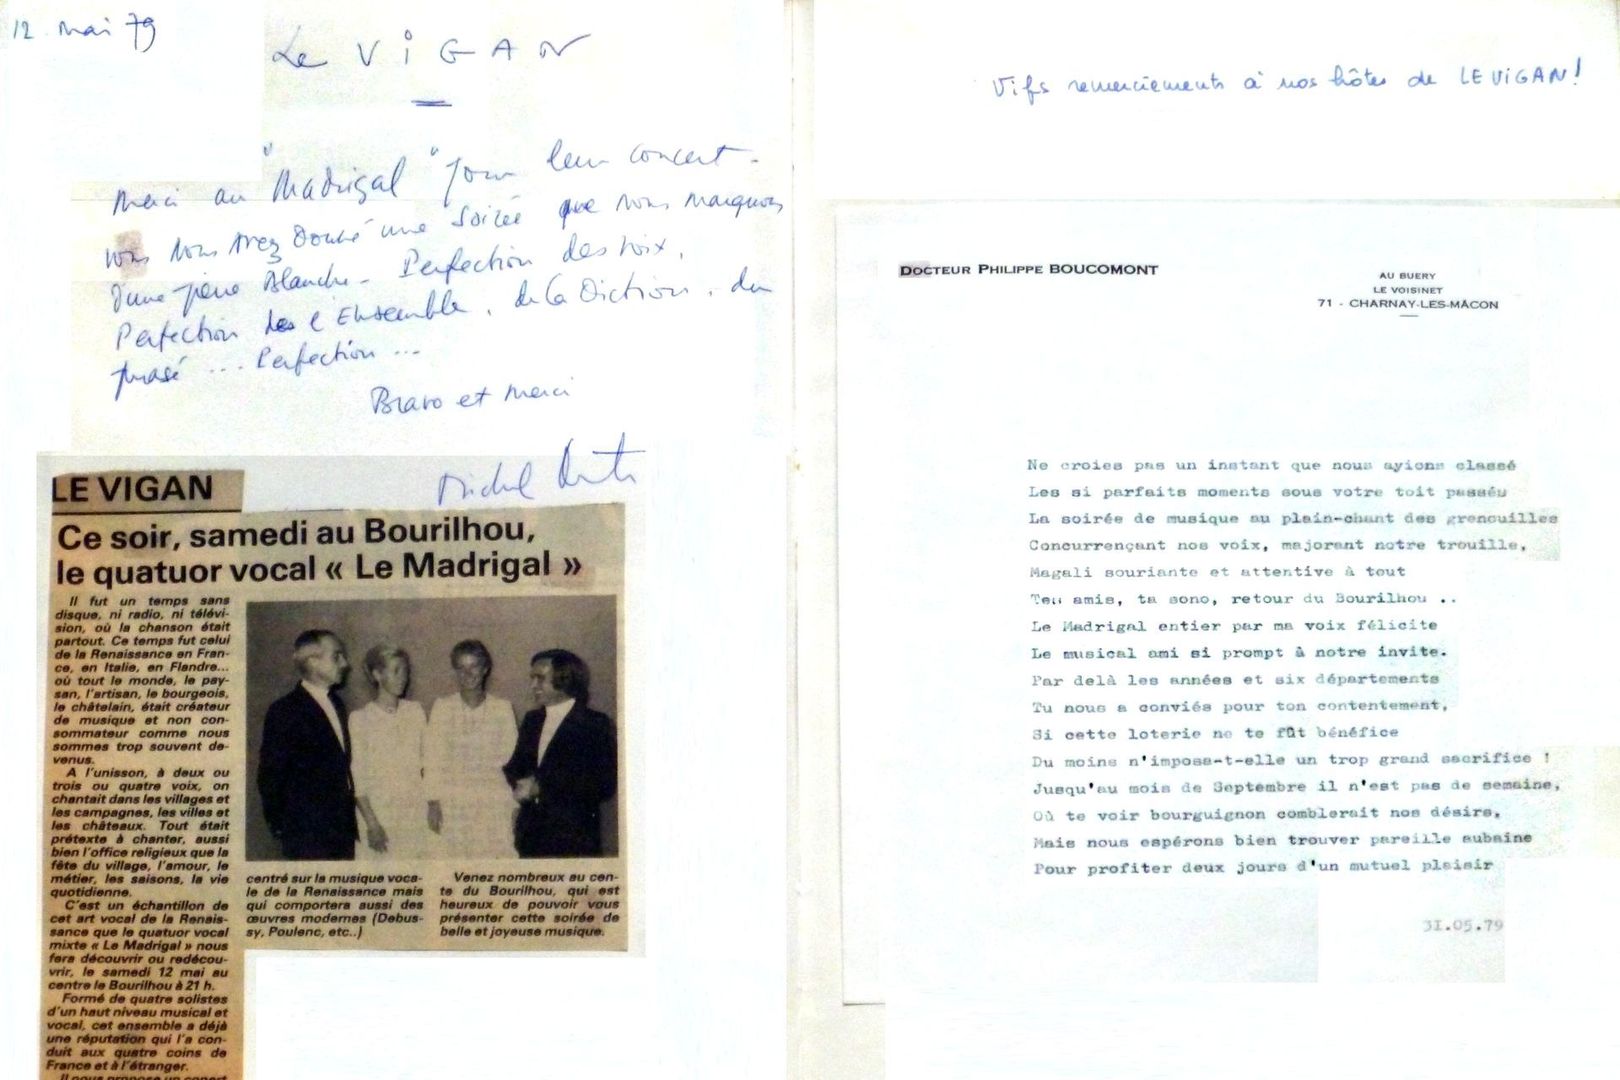 12 mai 79
Le ViGAN
Merci au "Madrigal" pour leur concert -
vous nous avez donné une soirée que nous marquons
d'une pierre Blanche - Perfection des voix,
Perfection de l'Ensemble, de la Diction, du
phrasé ... Perfection ...
Bravo et merci
Michel
LE VIGAN
Ce soir, samedi au Bourilhou,
le quatuor vocal « Le Madrigal »
Il fut un temps sans
disque, ni radio, ni télévi-
sion, où la chanson était
partout. Ce temps fut celui
de la Renaissance en Fran-
ce, en Italie, en Flandre...
où tout le monde, le pay-
san, l'artisan, le bourgeois,
le châtelain, était créateur
de musique et non con-
sommateur comme nous
sommes trop souvent de-
venus.
A l'unisson, à deux ou
trois ou quatre voix, on
chantait dans les villages et
les campagnes, les villes et
les châteaux. Tout était
prétexte à chanter, aussi
bien l'office religieux que la
fête du village, l'amour, le
métier, les saisons, la vie
quotidienne.
C'est un échantillon de
cet art vocal de la Renais-
sance que le quatuor vocal
mixte « Le Madrigal » nous
fera découvrir ou redécou-
vrir, le samedi 12 mai au
centre le Bourilhou à 21 h.
Formé de quatre solistes
d'un haut niveau musical et
vocal, cet ensemble a déjà
une réputation qui l'a con-
duit aux quatre coins de
France et à l'étranger.
Il nous propose un concert
centré sur la musique voca-
le de la Renaissance mais
qui comportera aussi des
œuvres modernes (Debus-
sy, Poulenc, etc..)
Venez nombreux au cen-
tre du Bourilhou, qui est
heureux de pouvoir vous
présenter cette soirée de
belle et joyeuse musique.
Vifs remerciements à nos hôtes de LE ViGAN!
DOCTEUR PHILIPPE BOUCOMONT
AU BUERY
LE VOISINET
71 - CHARNAY-LES-MÂCON
Ne croies pas un instant que nous ayions classé
Les si parfaits moments sous votre toit passés
La soirée de musique au plain-chant des grenouilles
Concurrençant nos voix, majorant notre trouille,
Magali souriante et attentive à tout
Tes amis, ta sono, retour du Bourilhou ..
Le Madrigal entier par ma voix félicite
Le musical ami si prompt à notre invite.
Par delà les années et six départements
Tu nous a conviés pour ton contentement,
Si cette loterie ne te fût bénéfice
Du moins n'imposa-t-elle un trop grand sacrifice !
Jusqu'au mois de Septembre il n'est pas de semaine,
Où te voir bourguignon comblerait nos désirs,
Mais nous espérons bien trouver pareille aubaine
Pour profiter deux jours d'un mutuel plaisir
31.05.79